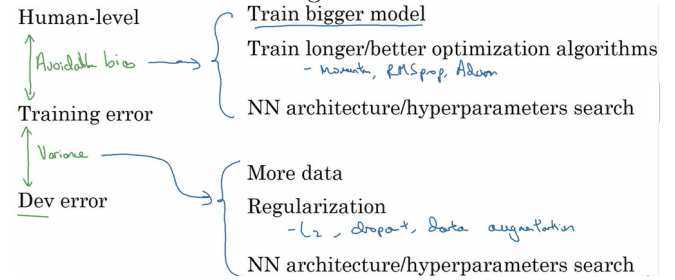 Human-level
Train bigger model
Avoidable bias
Train longer/better optimization algorithms
- Momentum, RMSprop, Adam
Training error
NN architecture/hyperparameters search
Variance
More data
Dev error
Regularization
- L2, dropout, data augmentation
NN architecture/hyperparameters search